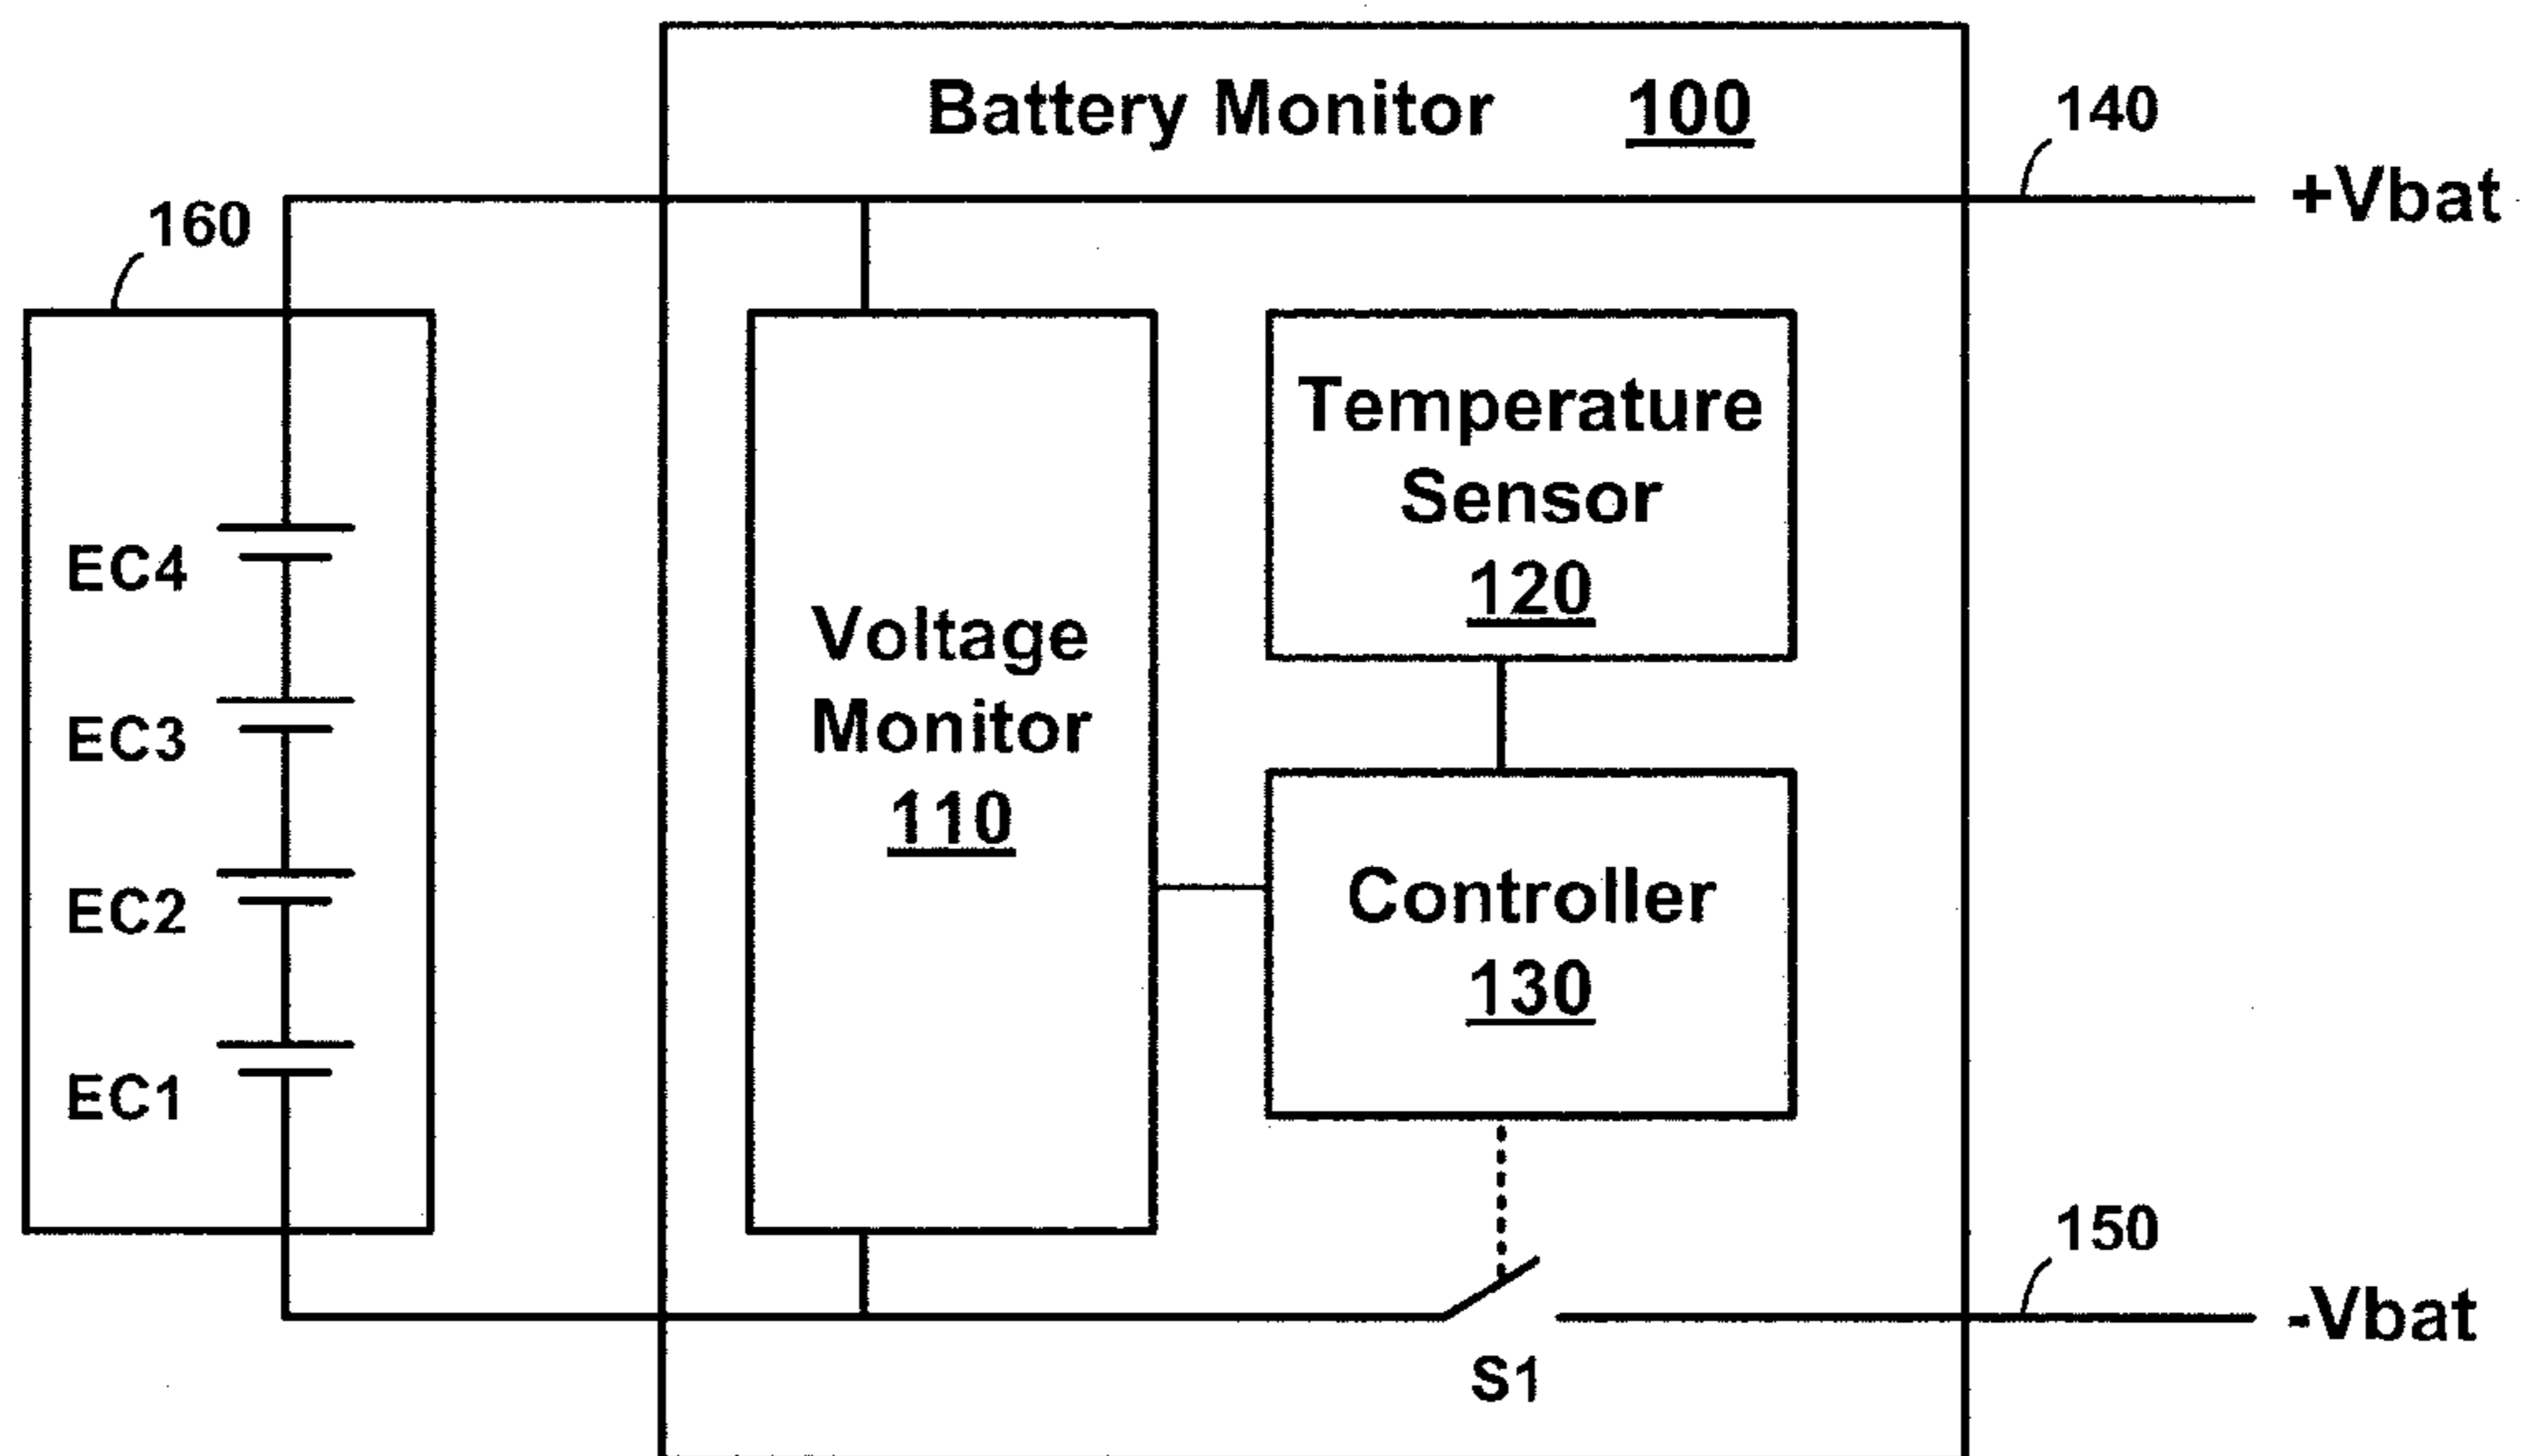 Battery Monitor 100
140
+Vbat
160
Temperature
Sensor
120
EC4
Voltage
Monitor
110
EC3
Controller
130
EC2
EC1
150
-Vbat
S1